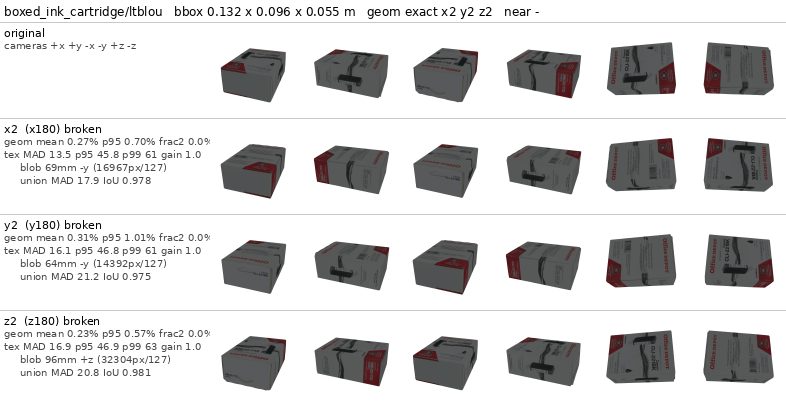 boxed_ink_cartridge/ltblou bbox 0.132 x 0.096 x 0.055 m geom exact x2 y2 z2 near -
original
cameras +x +y -x -y +z -z
x2 (x180) broken
geom mean 0.27% p95 0.70% frac2 0.0%
tex MAD 13.5 p95 45.8 p99 61 gain 1.0
blob 69mm -y (16967px/127)
union MAD 17.9 IoU 0.978
y2 (y180) broken
geom mean 0.31% p95 1.01% frac2 0.0%
tex MAD 16.1 p95 46.8 p99 61 gain 1.0
blob 64mm -y (14392px/127)
union MAD 21.2 IoU 0.975
z2 (z180) broken
geom mean 0.23% p95 0.57% frac2 0.0%
tex MAD 16.9 p95 46.9 p99 63 gain 1.0
blob 96mm +z (32304px/127)
union MAD 20.8 IoU 0.981